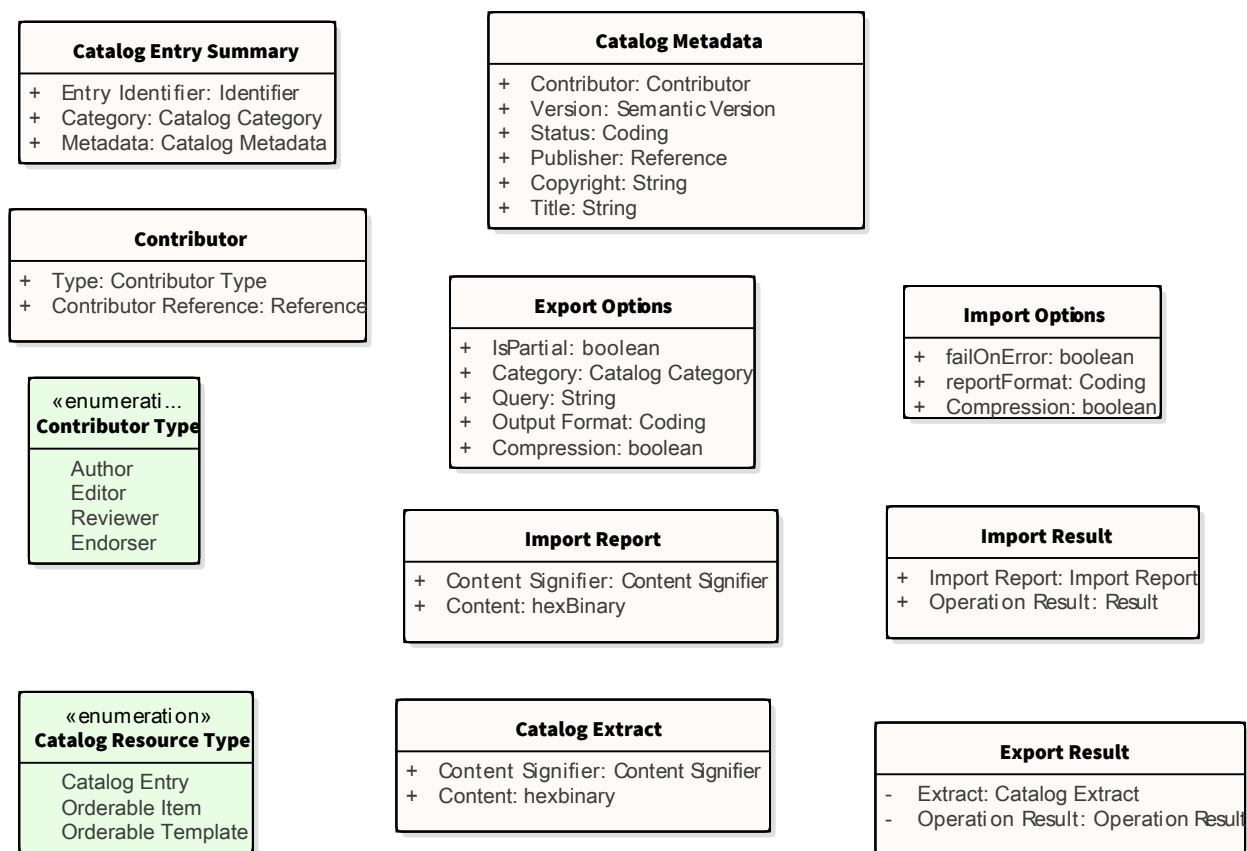 Catalog Entry Summary
+ Entry Identifier: Identifier
+ Category: Catalog Category
+ Metadata: Catalog Metadata
Catalog Metadata
+ Contributor: Contributor
+ Version: Semantic Version
+ Status: Coding
+ Publisher: Reference
+ Copyright: String
+ Title: String
Contributor
+ Type: Contributor Type
+ Contributor Reference: Reference
Export Options
+ IsPartial: boolean
+ Category: Catalog Category
+ Query: String
+ Output Format: Coding
+ Compression: boolean
Import Options
+ failOnError: boolean
+ reportFormat: Coding
+ Compression: boolean
«enumerati...
Contributor Type
Author
Editor
Reviewer
Endorser
Import Report
+ Content Signifier: Content Signifier
+ Content: hexBinary
Import Result
+ Import Report: Import Report
+ Operation Result: Result
«enumeration»
Catalog Resource Type
Catalog Entry
Orderable Item
Orderable Template
Catalog Extract
+ Content Signifier: Content Signifier
+ Content: hexbinary
Export Result
- Extract: Catalog Extract
- Operation Result: Operation Result